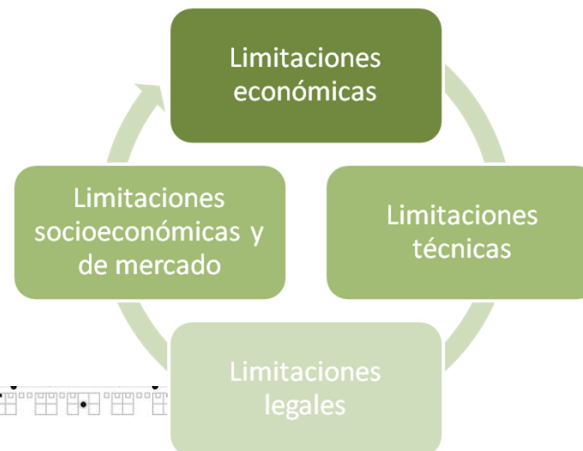 Limitaciones
económicas
Limitaciones
técnicas
Limitaciones
legales
Limitaciones
socioeconómicas y
de mercado